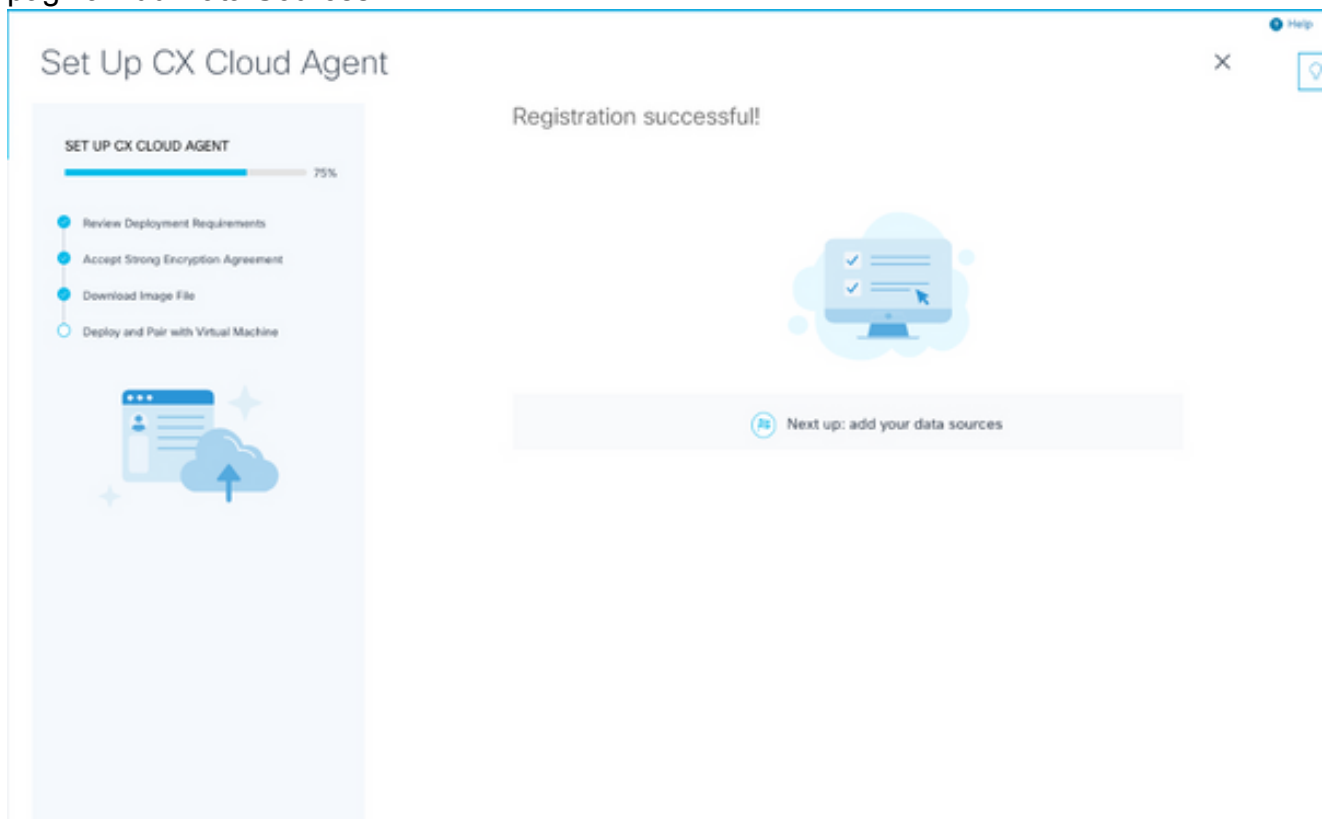 Help
Set Up CX Cloud Agent
Registration successful!
SET UP CX CLOUD AGENT
75%
Review Deployment Requirements
Accept Strong Encryption Agreement
Download Image File
Deploy and Pair with Virtual Machine
Next up: add your data sources